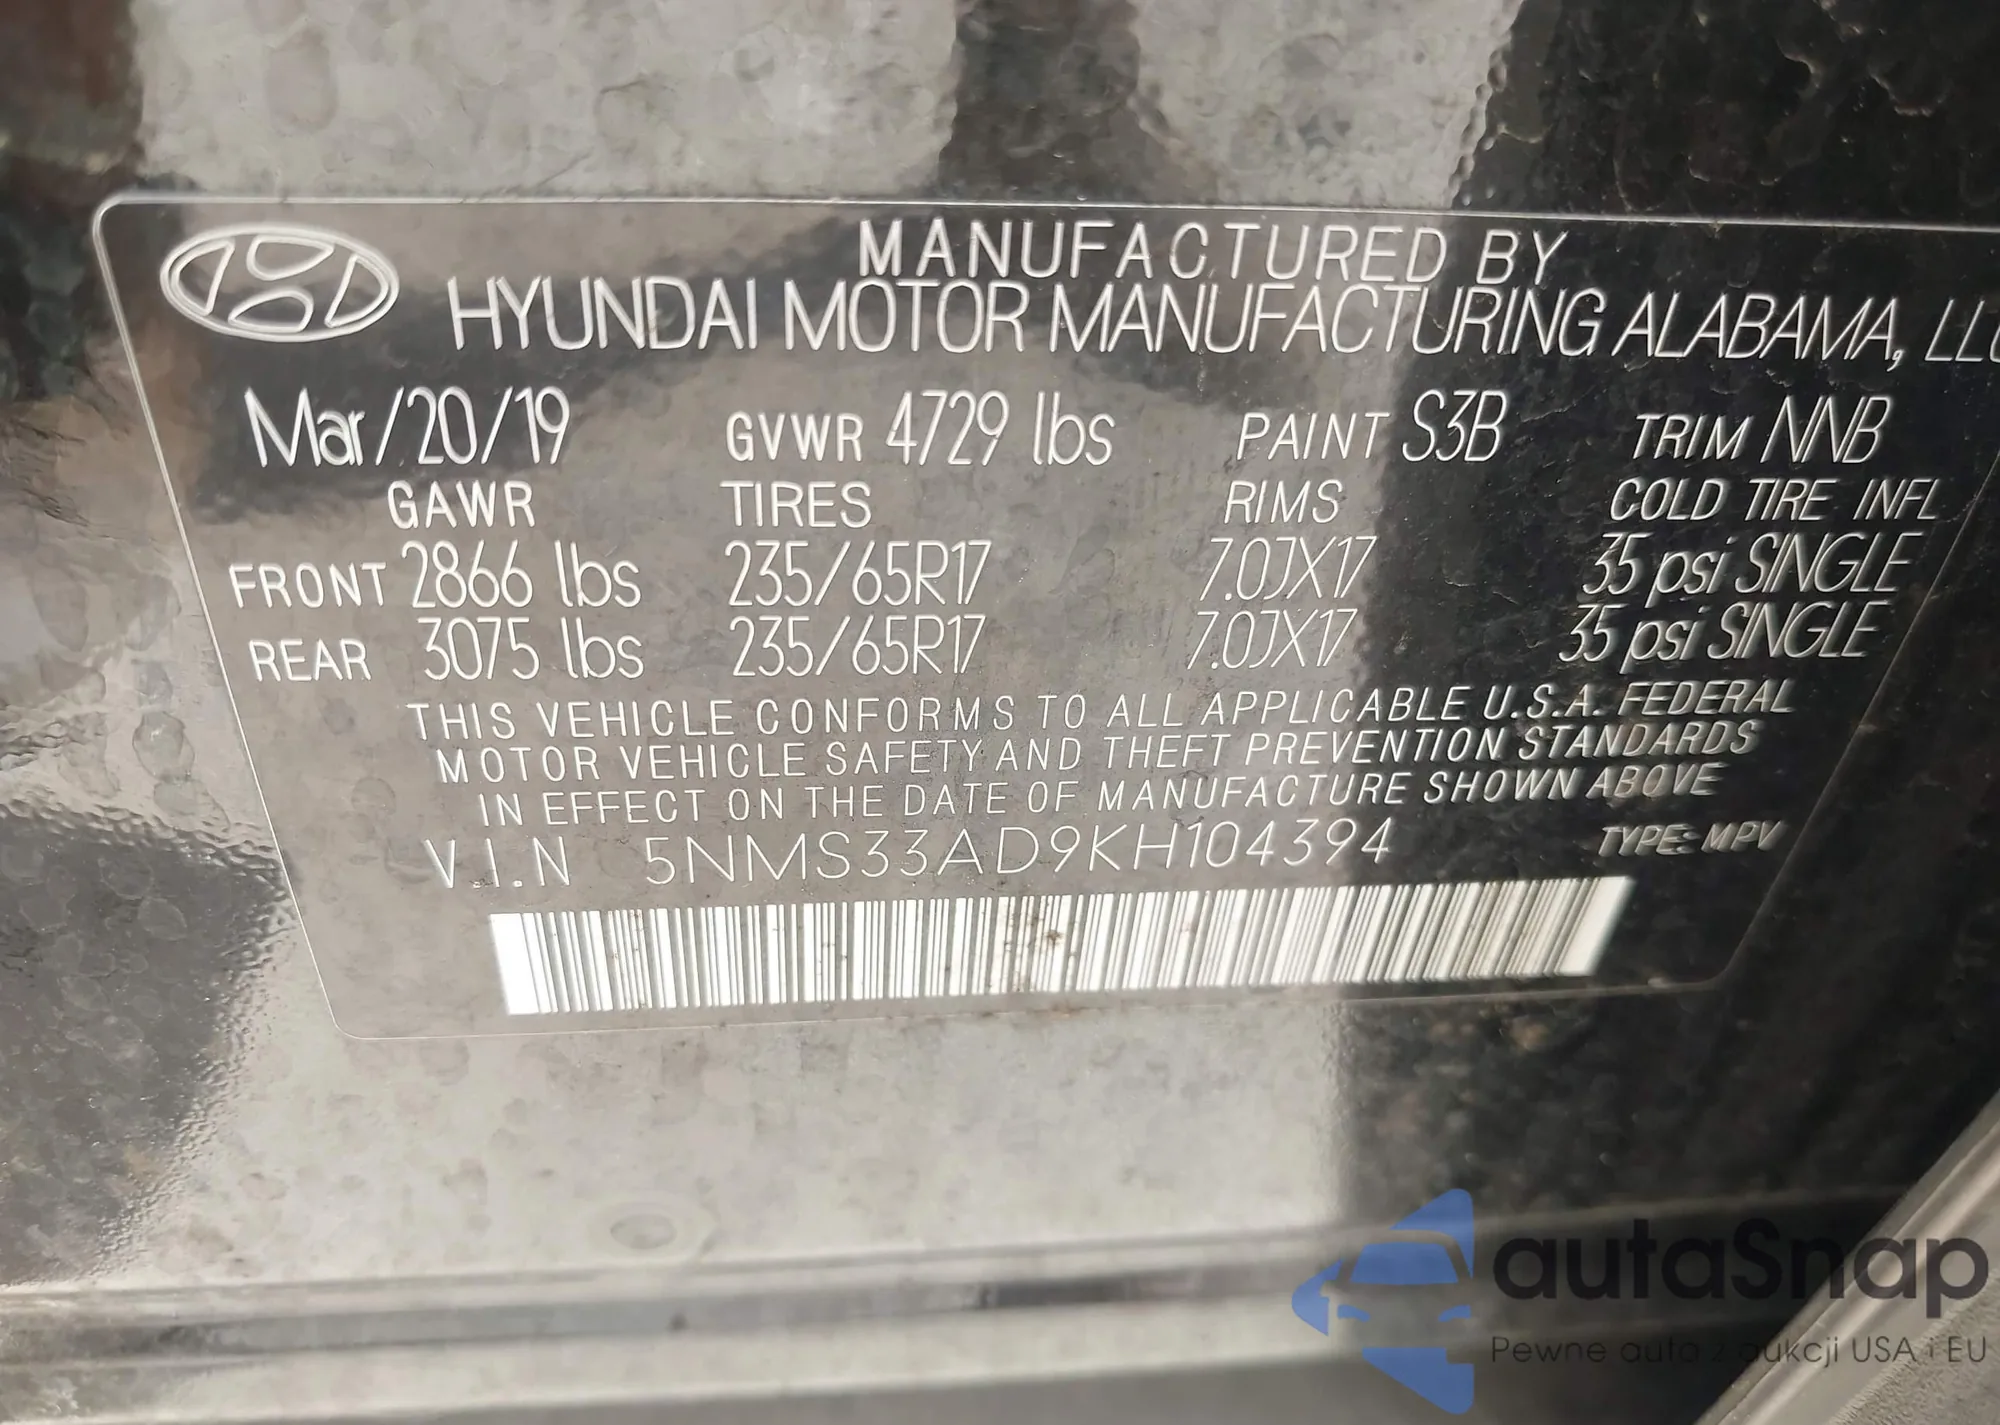 MANUFACTURED BY
HYUNDAI MOTOR MANUFACTURING ALABAMA, LLC
Mar/20/19 GVWR 4729 lbs PAINT S3B TRIM NNB
GAWR TIRES RIMS COLD TIRE INFL
FRONT 2866 lbs 235/65R17 7.0JX17 35 psi SINGLE
REAR 3075 lbs 235/65R17 7.0JX17 35 psi SINGLE
THIS VEHICLE CONFORMS TO ALL APPLICABLE U.S.A. FEDERAL
MOTOR VEHICLE SAFETY AND THEFT PREVENTION STANDARDS
IN EFFECT ON THE DATE OF MANUFACTURE SHOWN ABOVE
V.I.N 5NMS33AD9KH104394 TYPE: MPV
autaSnap
Pewne auta z aukcji USA i EU